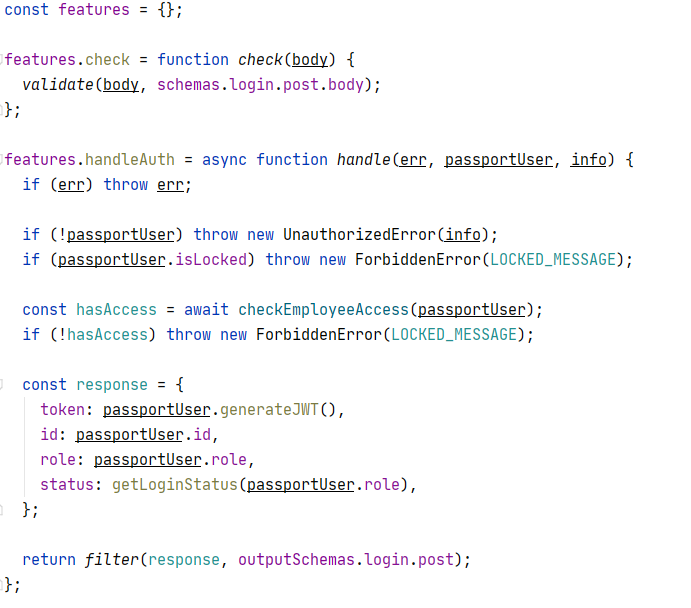 const features = {};
features.check = function check(body) {
validate(body, schemas.login.post.body);
};
features.handleAuth = async function handle(err, passportUser, info) {
if (err) throw err;
if (!passportUser) throw new UnauthorizedError(info);
if (passportUser.isLocked) throw new ForbiddenError(LOCKED_MESSAGE);
const hasAccess = await checkEmployeeAccess(passportUser);
if (!hasAccess) throw new ForbiddenError(LOCKED_MESSAGE);
const response = {
token: passportUser.generateJWT(),
id: passportUser.id,
role: passportUser.role,
status: getLoginStatus(passportUser.role),
};
return filter(response, outputSchemas.login.post);
};